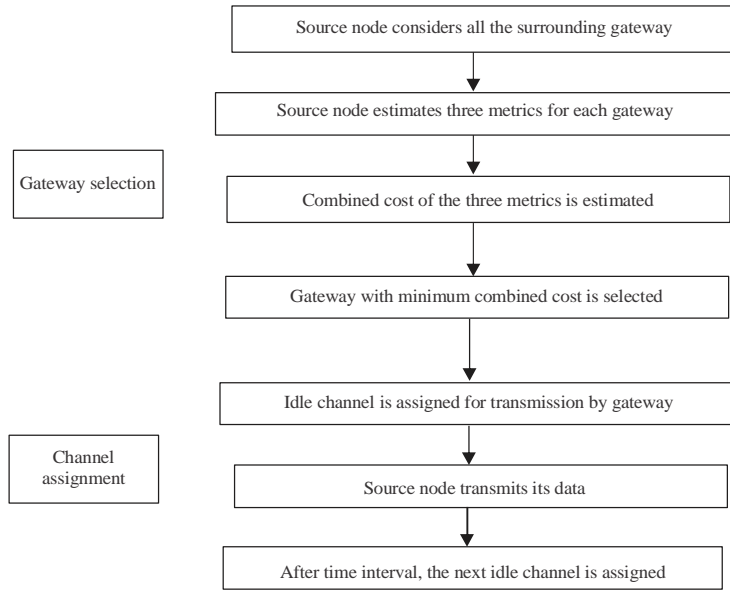 Source node considers all the surrounding gateway
Source node estimates three metrics for each gateway
Gateway selection
Combined cost of the three metrics is estimated
Gateway with minimum combined cost is selected
Idle channel is assigned for transmission by gateway
Channel
assignment
Source node transmits its data
After time interval, the next idle channel is assigned